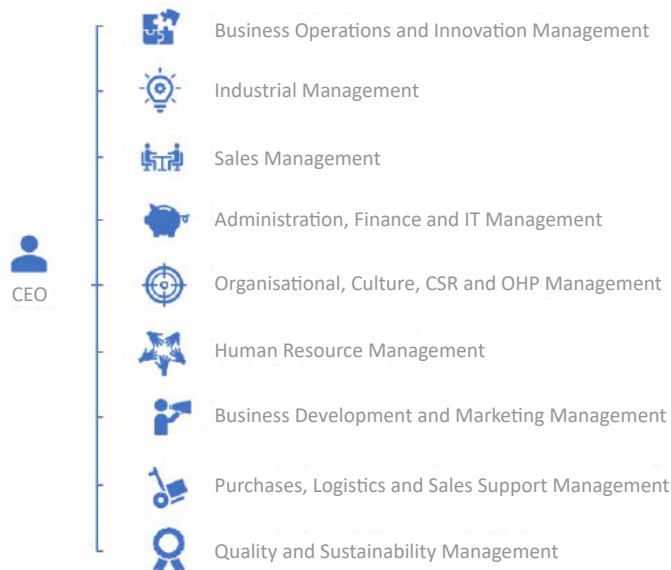 Business Operations and Innovation Management
Industrial Management
Sales Management
Administration, Finance and IT Management
CEO
Organisational, Culture, CSR and OHP Management
Human Resource Management
Business Development and Marketing Management
Purchases, Logistics and Sales Support Management
Quality and Sustainability Management